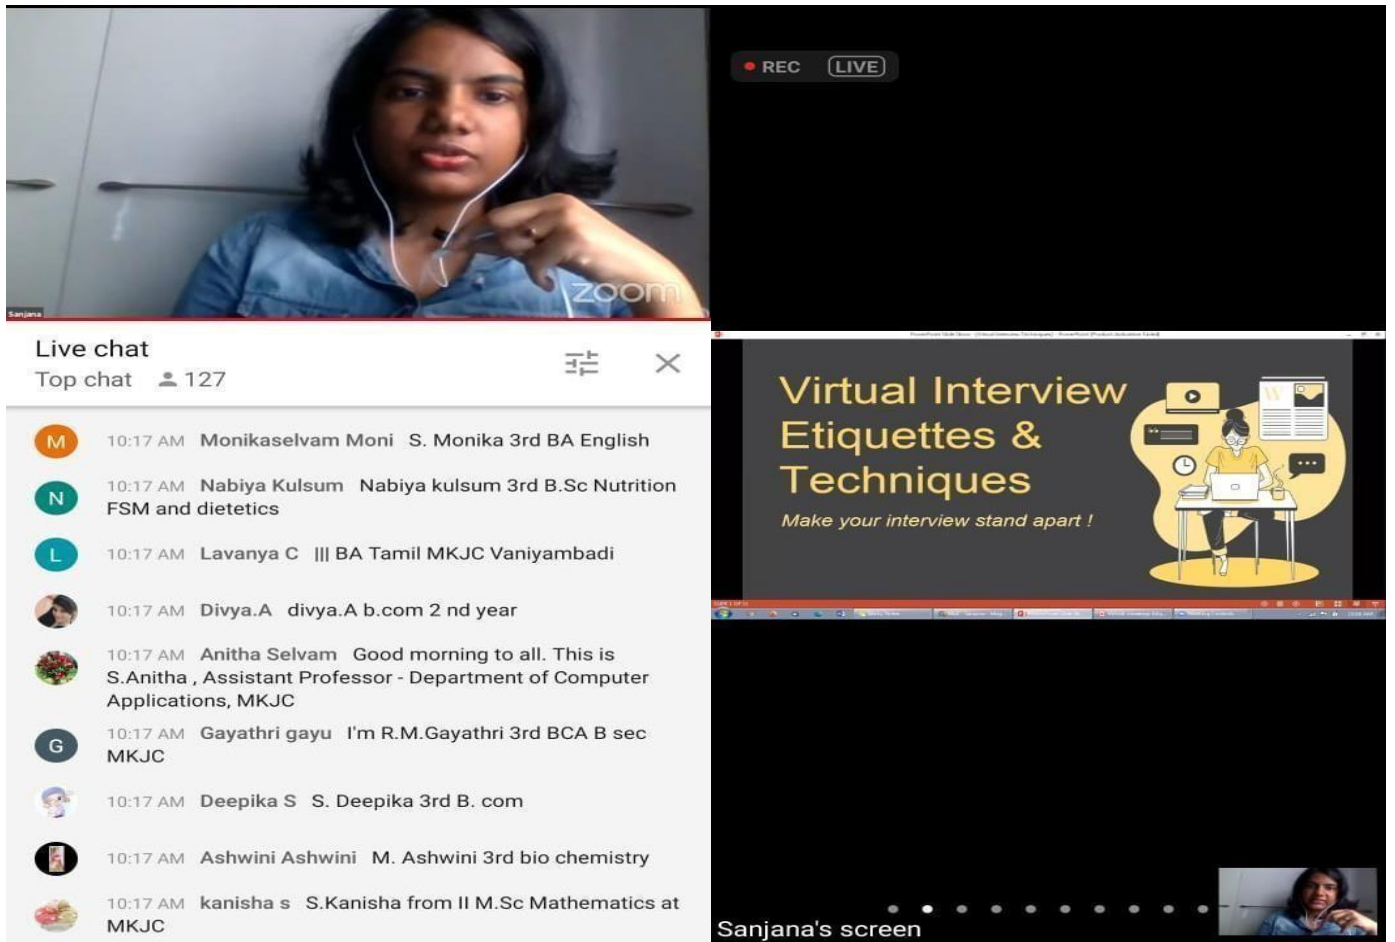 zoom
Sanjana
Live chat
Top chat 127
10:17 AM Monikaselvam Moni S. Monika 3rd BA English
10:17 AM Nabiya Kulsum Nabiya kulsum 3rd B.Sc Nutrition
FSM and dietetics
10:17 AM Lavanya C ||| BA Tamil MKJC Vaniyambadi
10:17 AM Divya.A divya.A b.com 2 nd year
10:17 AM Anitha Selvam Good morning to all. This is
S.Anitha , Assistant Professor - Department of Computer
Applications, MKJC
10:17 AM Gayathri gayu I'm R.M.Gayathri 3rd BCA B sec
MKJC
10:17 AM Deepika S S. Deepika 3rd B. com
10:17 AM Ashwini Ashwini M. Ashwini 3rd bio chemistry
10:17 AM kanisha s S.Kanisha from II M.Sc Mathematics at
MKJC
M
N
L
G
REC LIVE
Virtual Interview
Etiquettes &
Techniques
Make your interview stand apart !
W
Sanjana's screen